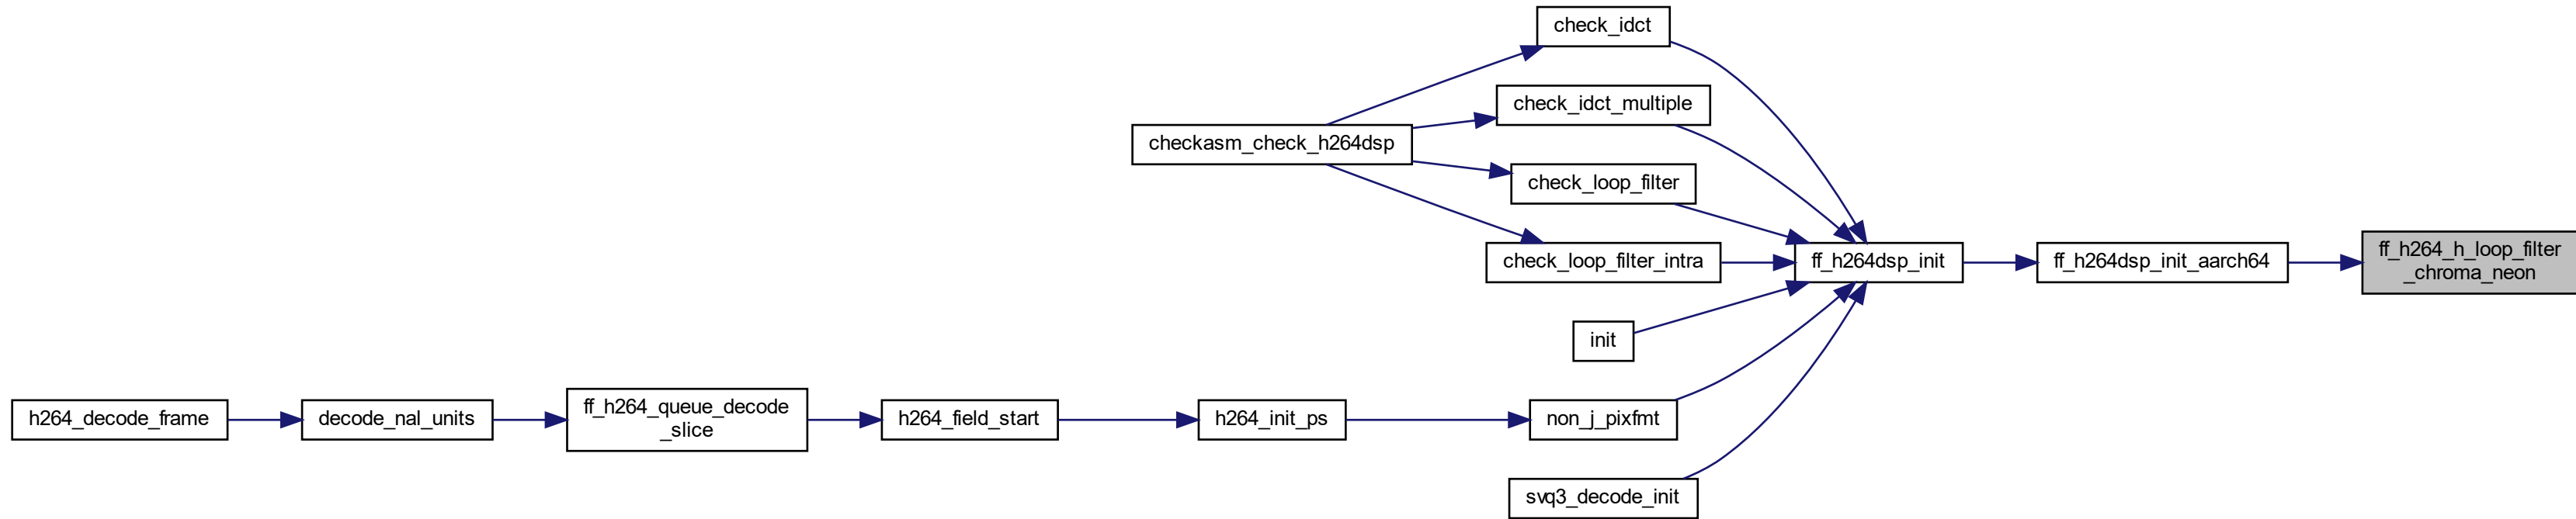 check_idct
check_idct_multiple
checkasm_check_h264dsp
check_loop_filter
check_loop_filter_intra
ff_h264dsp_init
ff_h264dsp_init_aarch64
ff_h264_h_loop_filter
_chroma_neon
init
h264_decode_frame
decode_nal_units
ff_h264_queue_decode
_slice
h264_field_start
h264_init_ps
non_j_pixfmt
svq3_decode_init